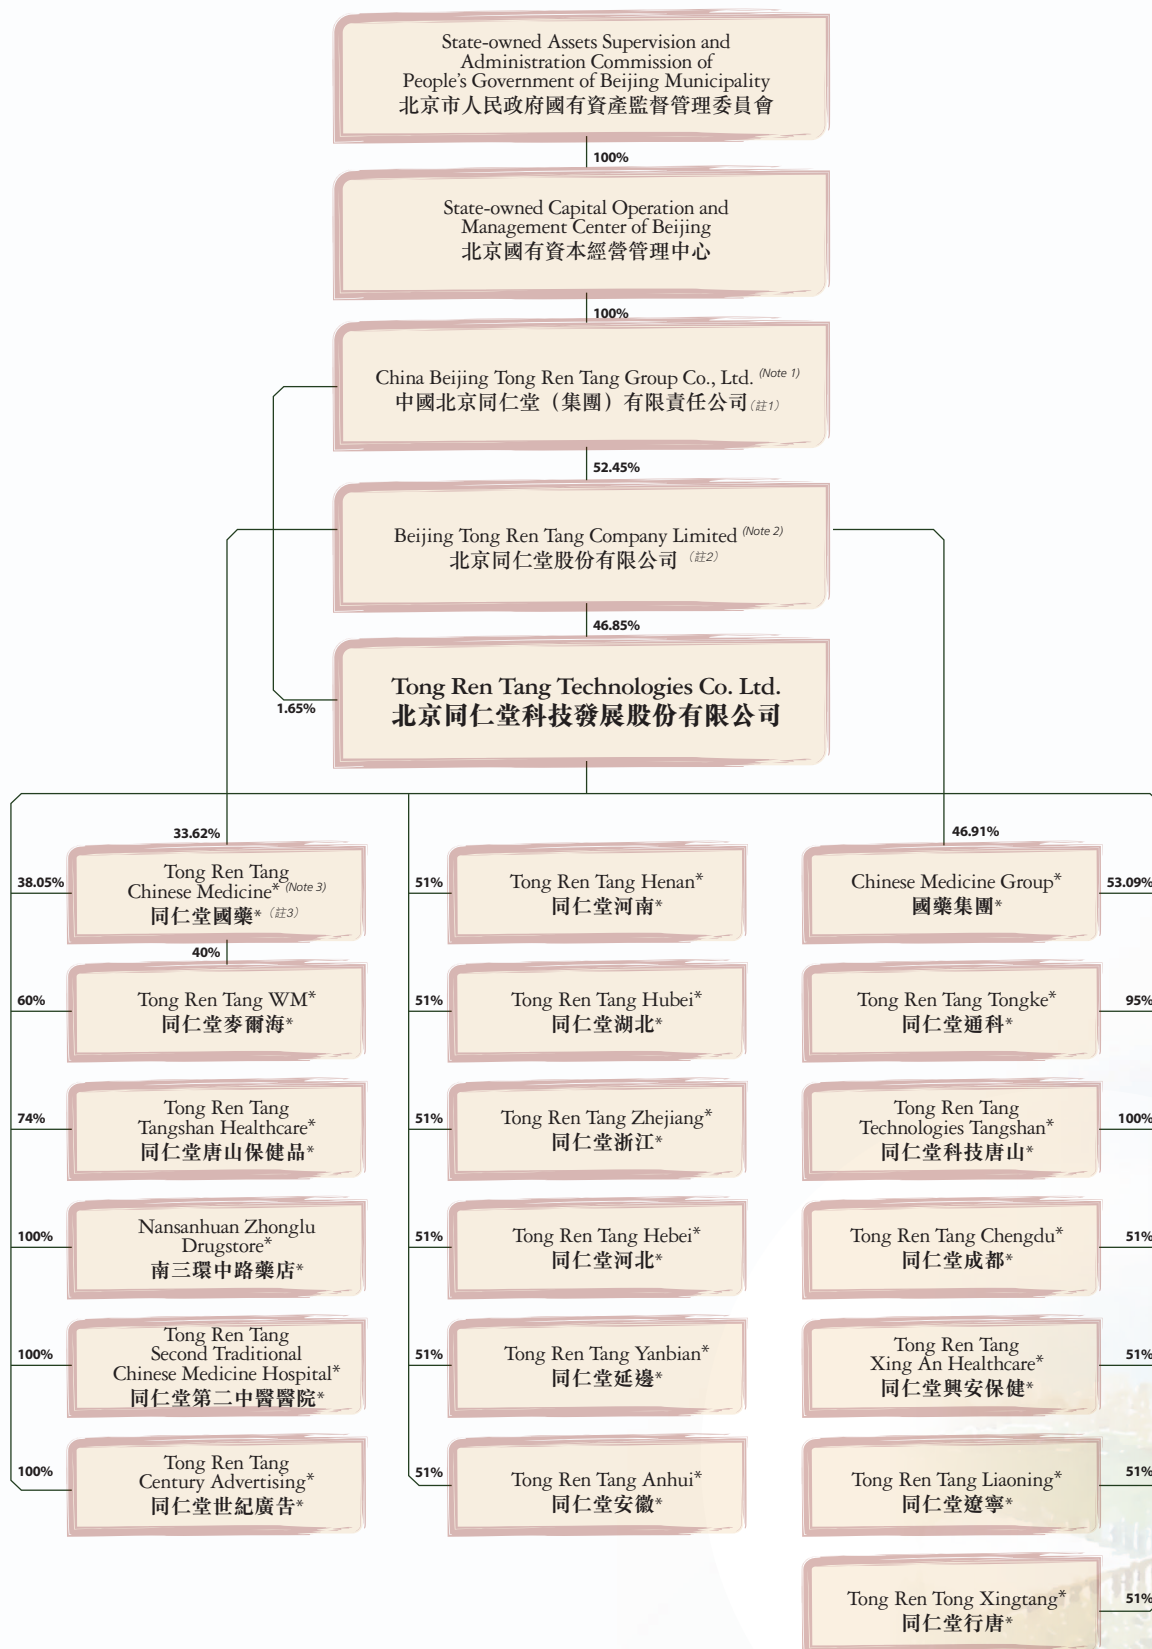 State-owned Assets Supervision and
Administration Commission of
People's Government of Beijing Municipality
北京市人民政府國有資產監督管理委員會
100%
State-owned Capital Operation and
Management Center of Beijing
北京國有資本經營管理中心
100%
China Beijing Tong Ren Tang Group Co., Ltd. (Note 1)
中國北京同仁堂（集團）有限責任公司（註1）
52.45%
Beijing Tong Ren Tang Company Limited (Note 2)
北京同仁堂股份有限公司（註2）
46.85%
Tong Ren Tang Technologies Co. Ltd.
北京同仁堂科技發展股份有限公司
1.65%
33.62%
38.05%
Tong Ren Tang
Chinese Medicine* (Note 3)
同仁堂國藥*（註3）
40%
60%
Tong Ren Tang WM*
同仁堂麥爾海*
74%
Tong Ren Tang
Tangshan Healthcare*
同仁堂唐山保健品*
100%
Nansanhuan Zhonglu
Drugstore*
南三環中路藥店*
100%
Tong Ren Tang
Second Traditional
Chinese Medicine Hospital*
同仁堂第二中醫醫院*
100%
Tong Ren Tang
Century Advertising*
同仁堂世紀廣告*
51%
Tong Ren Tang Henan*
同仁堂河南*
51%
Tong Ren Tang Hubei*
同仁堂湖北*
51%
Tong Ren Tang Zhejiang*
同仁堂浙江*
51%
Tong Ren Tang Hebei*
同仁堂河北*
51%
Tong Ren Tang Yanbian*
同仁堂延邊*
51%
Tong Ren Tang Anhui*
同仁堂安徽*
46.91%
Chinese Medicine Group*
國藥集團*
53.09%
Tong Ren Tang Tongke*
同仁堂通科*
95%
Tong Ren Tang
Technologies Tangshan*
同仁堂科技唐山*
100%
Tong Ren Tang Chengdu*
同仁堂成都*
51%
Tong Ren Tang
Xing An Healthcare*
同仁堂興安保健*
51%
Tong Ren Tang Liaoning*
同仁堂遼寧*
51%
Tong Ren Tong Xingtang*
同仁堂行唐*
51%